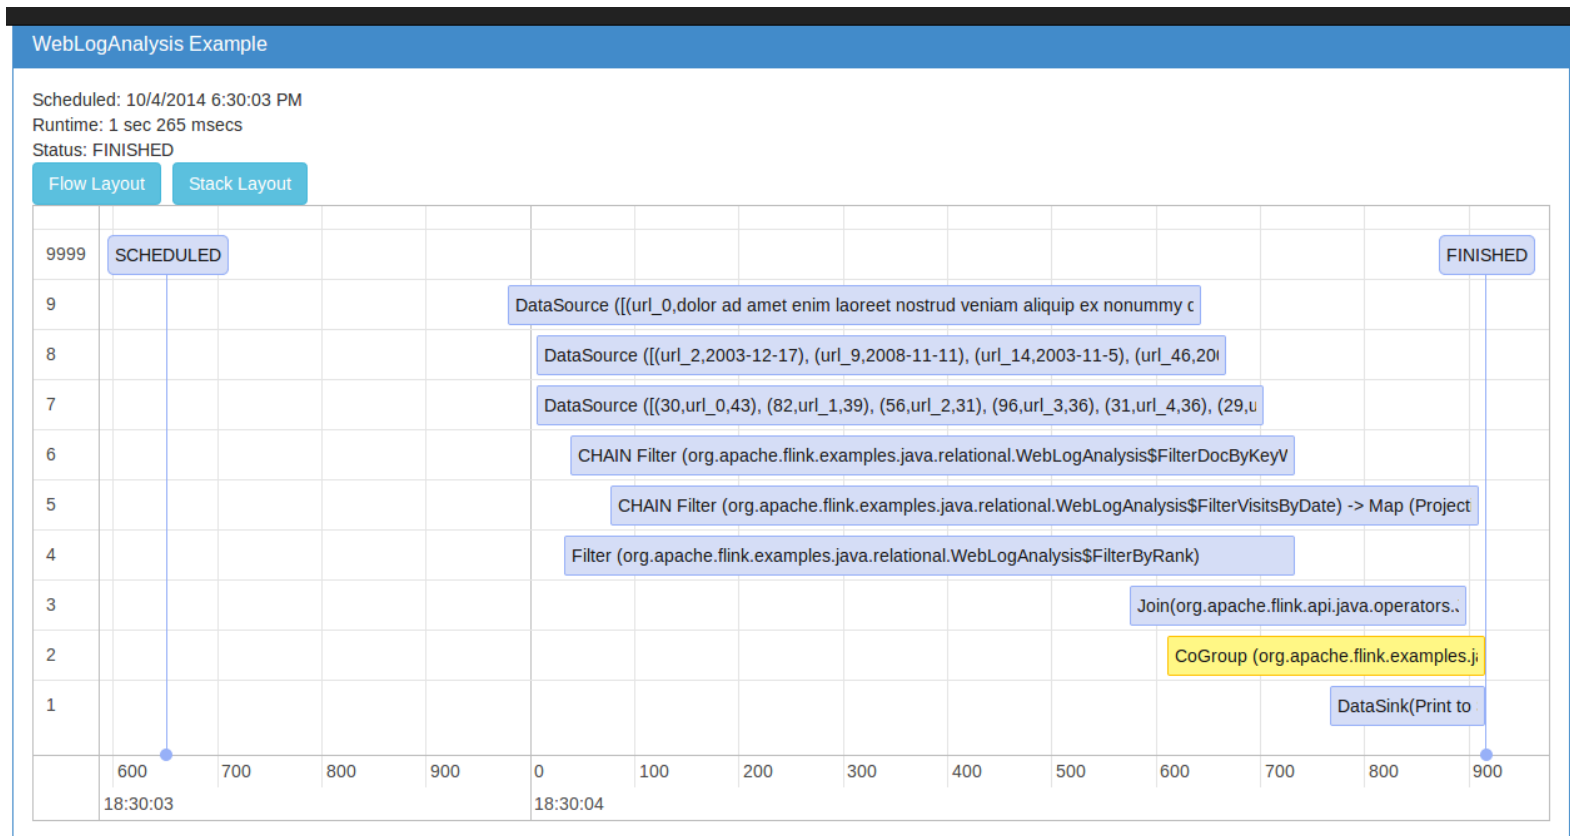 WebLogAnalysis Example
Scheduled: 10/4/2014 6:30:03 PM
Runtime: 1 sec 265 msecs
Status: FINISHED
Flow Layout Stack Layout
9999 SCHEDULED FINISHED
9 DataSource ([(url_0,dolor ad amet enim laoreet nostrud veniam aliquip ex nonummy
8 DataSource ([(url_2,2003-12-17), (url_9,2008-11-11), (url_14,2003-11-5), (url_46,20
7 DataSource ([(30,url_0,43), (82,url_1,39), (56,url_2,31), (96,url_3,36), (31,url_4,36), (29,u
6 CHAIN Filter (org.apache.flink.examples.java.relational.WebLogAnalysis$FilterDocByKey
5 CHAIN Filter (org.apache.flink.examples.java.relational.WebLogAnalysis$FilterVisitsByDate) -> Map (Project
4 Filter (org.apache.flink.examples.java.relational.WebLogAnalysis$FilterByRank)
3 Join(org.apache.flink.api.java.operators.
2 CoGroup (org.apache.flink.examples.j
1 DataSink(Print to
600 700 800 900 0 100 200 300 400 500 600 700 800 900
18:30:03 18:30:04